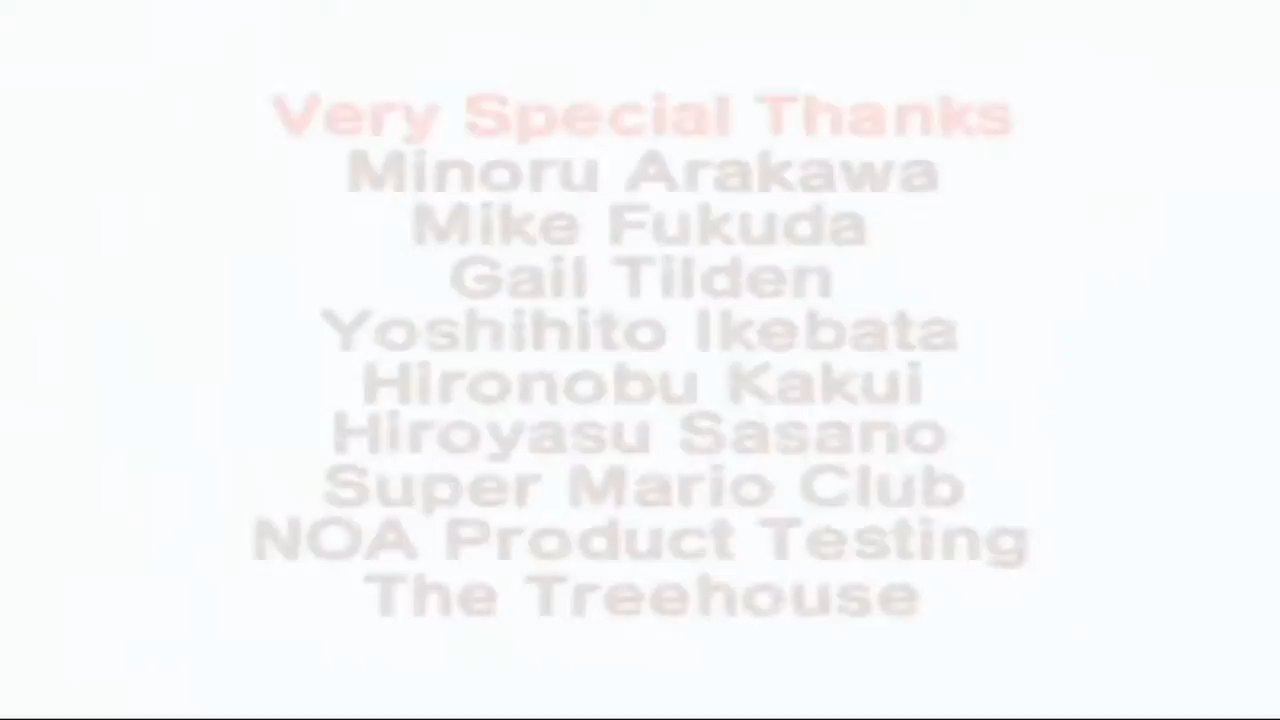 Very Special Thanks
Minoru Arakawa
Mike Fukuda
Gail Tilden
Yoshihito Ikebata
Hironobu Kakui
Hiroyasu Sasano
Super Mario Club
NOA Product Testing
The Treehouse